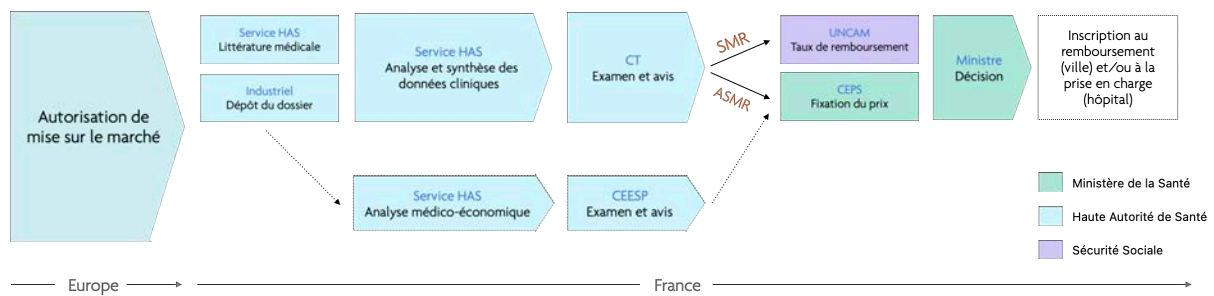 Autorisation de
mise sur le marché
Service HAS
Littérature médicale
Industriel
Dépôt du dossier
Service HAS
Analyse et synthèse des
données cliniques
CT
Examen et avis
SMR
ASMR
UNCAM
Taux de remboursement
CEPS
Fixation du prix
Ministre
Décision
Inscription au
remboursement
(ville) et/ou à la
prise en charge
(hôpital)
Service HAS
Analyse médico-économique
CEESP
Examen et avis
Ministère de la Santé
Haute Autorité de Santé
Sécurité Sociale
Europe
France